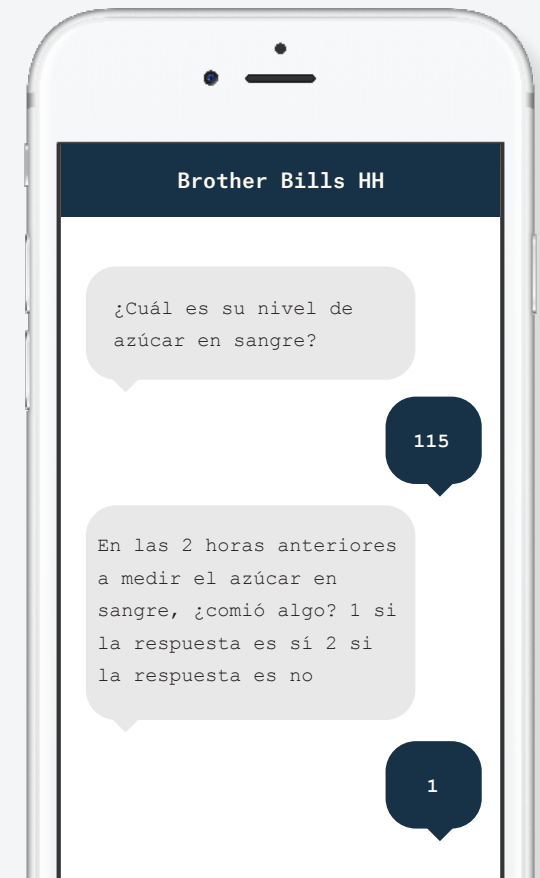 Brother Bills HH
¿Cuál es su nivel de
azúcar en sangre?
115
En las 2 horas anteriores
a medir el azúcar en
sangre, ¿comió algo? 1 si
la respuesta es sí 2 si
la respuesta es no
1